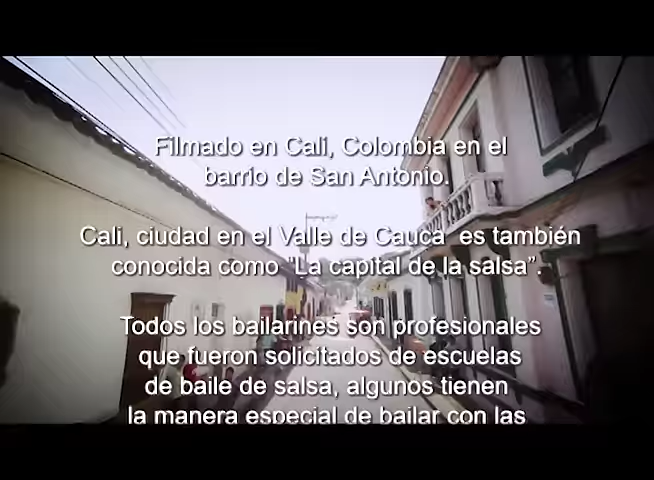 Filmado en Cali, Colombia en el
barrio de San Antonio.
Cali, ciudad en el Valle de Cauca es también
conocida como "La capital de la salsa”.
Todos los bailarines son profesionales
que fueron solicitados de escuelas
de baile de salsa, algunos tienen
la manera especial de bailar con las